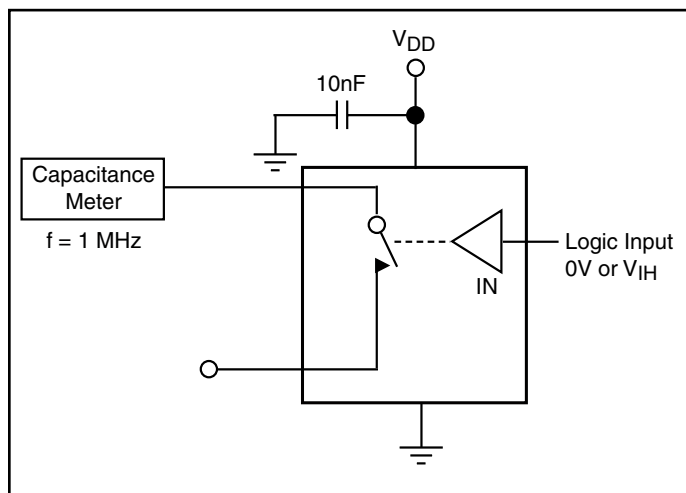 VDD
10nF
Capacitance
Meter
f = 1 MHz
IN
Logic Input
0V or VIH